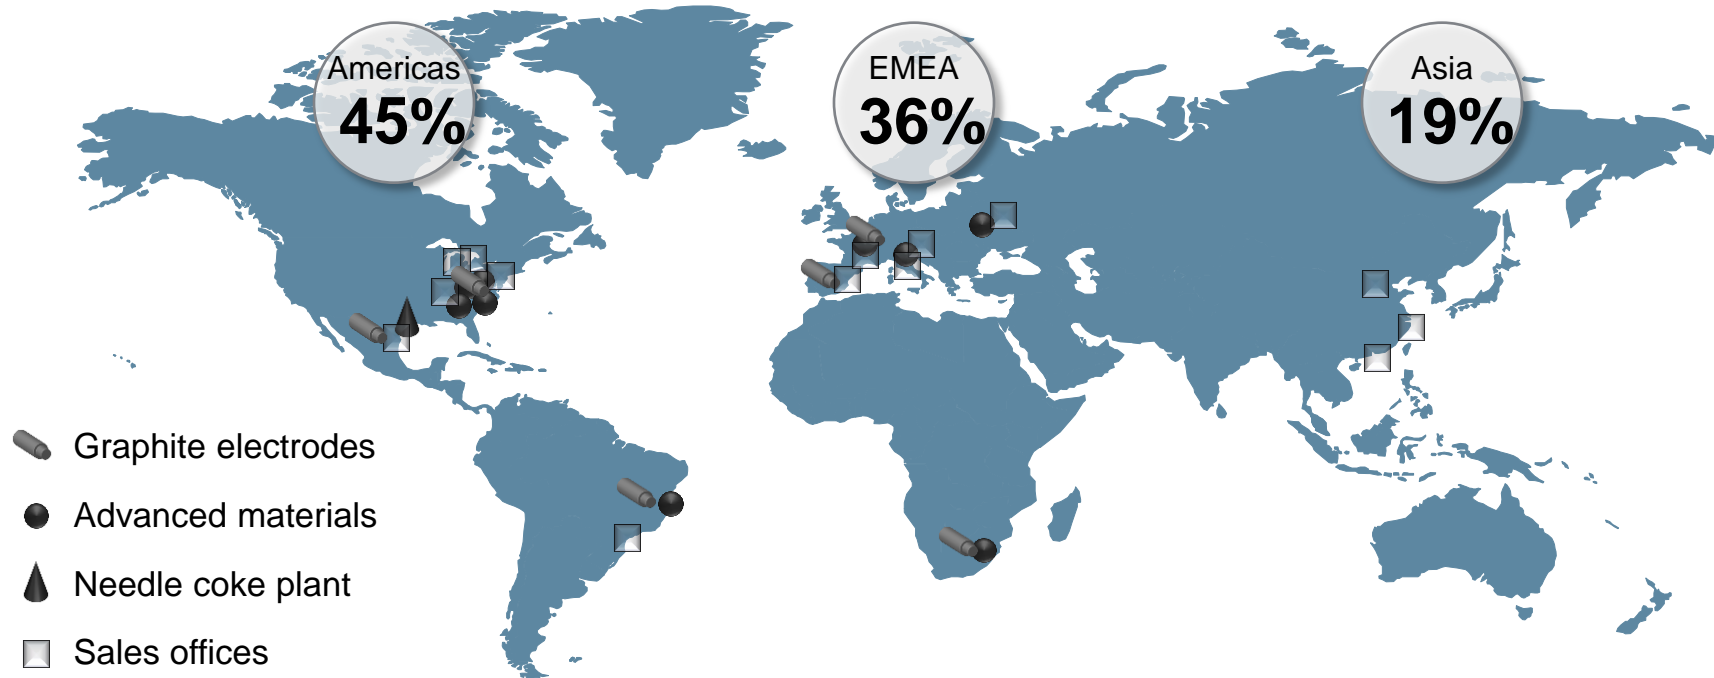 Americas
45%
EMEA
36%
Asia
19%
Graphite electrodes
Advanced materials
Needle coke plant
Sales offices